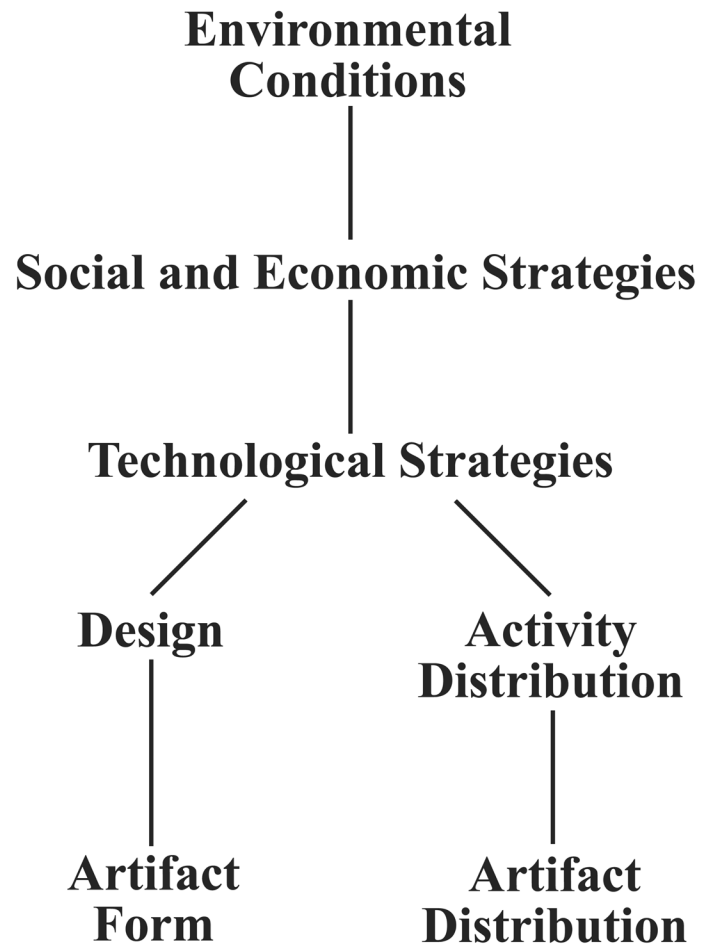 Environmental
Conditions
Social and Economic Strategies
Technological Strategies
Design
Activity
Distribution
Artifact
Form
Artifact
Distribution